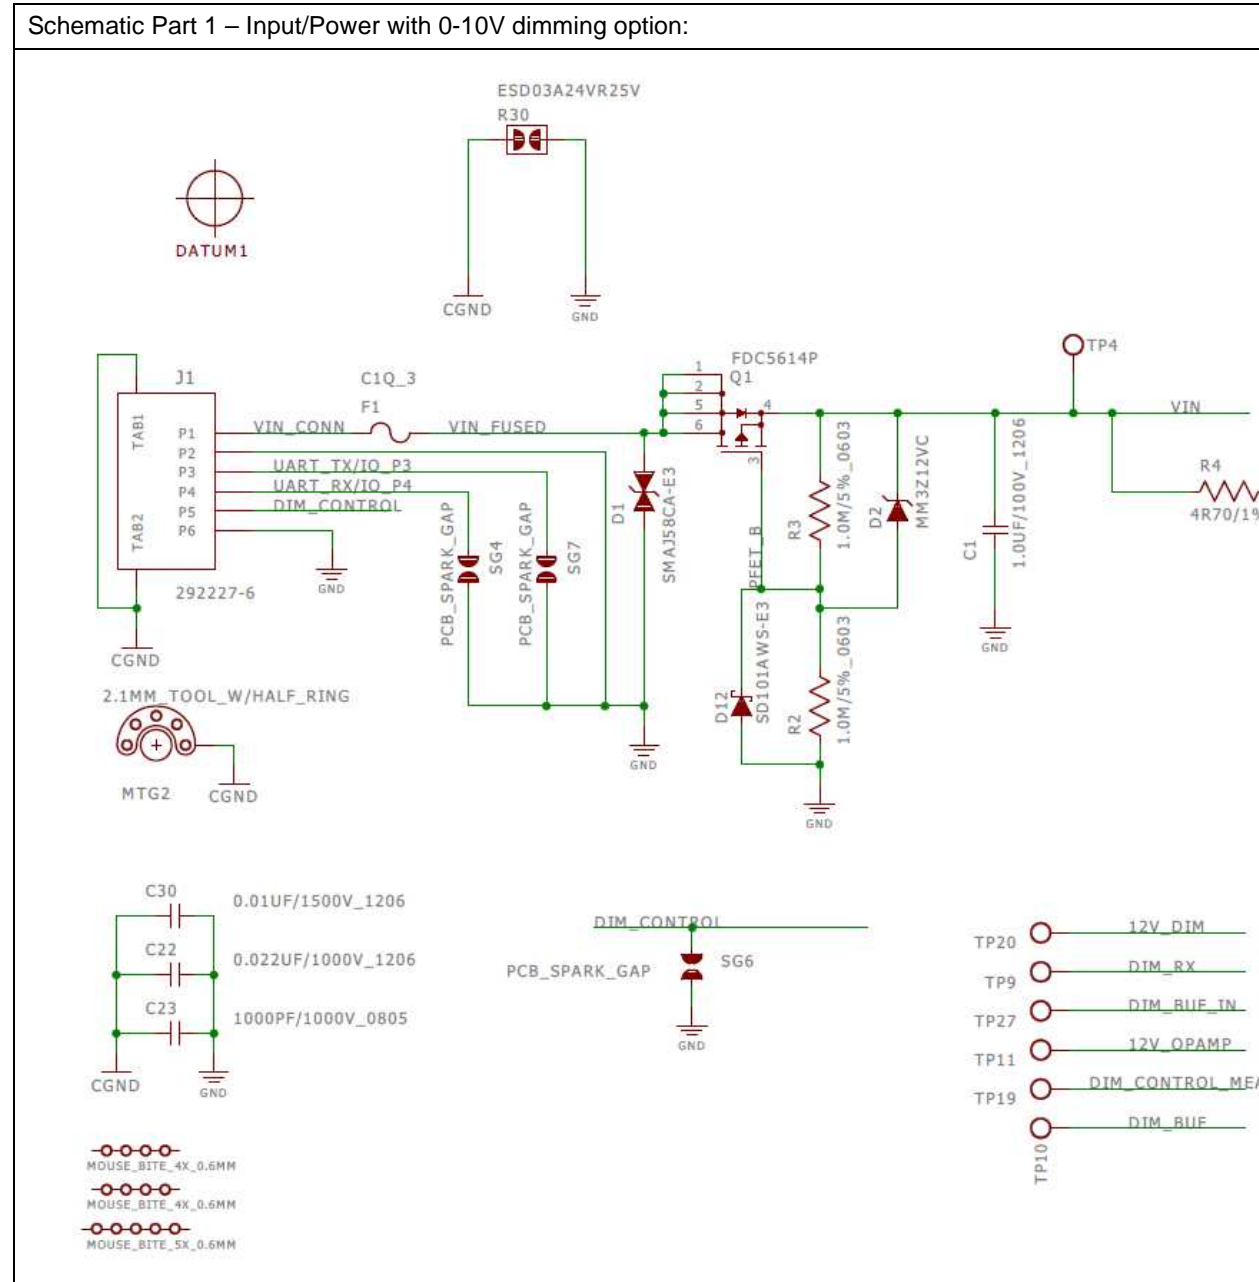 Schematic Part 1 – Input/Power with 0-10V dimming option:
ESD03A24VR25V
R30
DATUM1
CGND
GND
J1
TAB1
TAB2
P1
P2
P3
P4
P5
P6
292227-6
CGND
C1Q_3
F1
VIN_CONN
VIN_FUSED
UART_TX/IO_P3
UART_RX/IO_P4
DIM_CONTROL
GND
PCB_SPARK_GAP
SG4
PCB_SPARK_GAP
SG7
D1
SMAJ58CA-E3
GND
FDC5614P
Q1
1
2
5
6
4
3
PFET_B
R3
1.0M/5%_0603
D2
MM3Z12VC
C1
1.0UF/100V_1206
GND
TP4
VIN
R4
4R70/1%
D12
SD101AWS-E3
R2
1.0M/5%_0603
GND
2.1MM_TOOL_W/HALF_RING
MTG2
CGND
C30
0.01UF/1500V_1206
C22
0.022UF/1000V_1206
C23
1000PF/1000V_0805
CGND
GND
DIM_CONTROL
PCB_SPARK_GAP
SG6
GND
TP20
12V_DIM
TP9
DIM_RX
TP27
DIM_BUF_IN
TP11
12V_OPAMP
TP19
DIM_CONTROL_MEA
TP10
DIM_BUF
MOUSE_BITE_4X_0.6MM
MOUSE_BITE_4X_0.6MM
MOUSE_BITE_5X_0.6MM